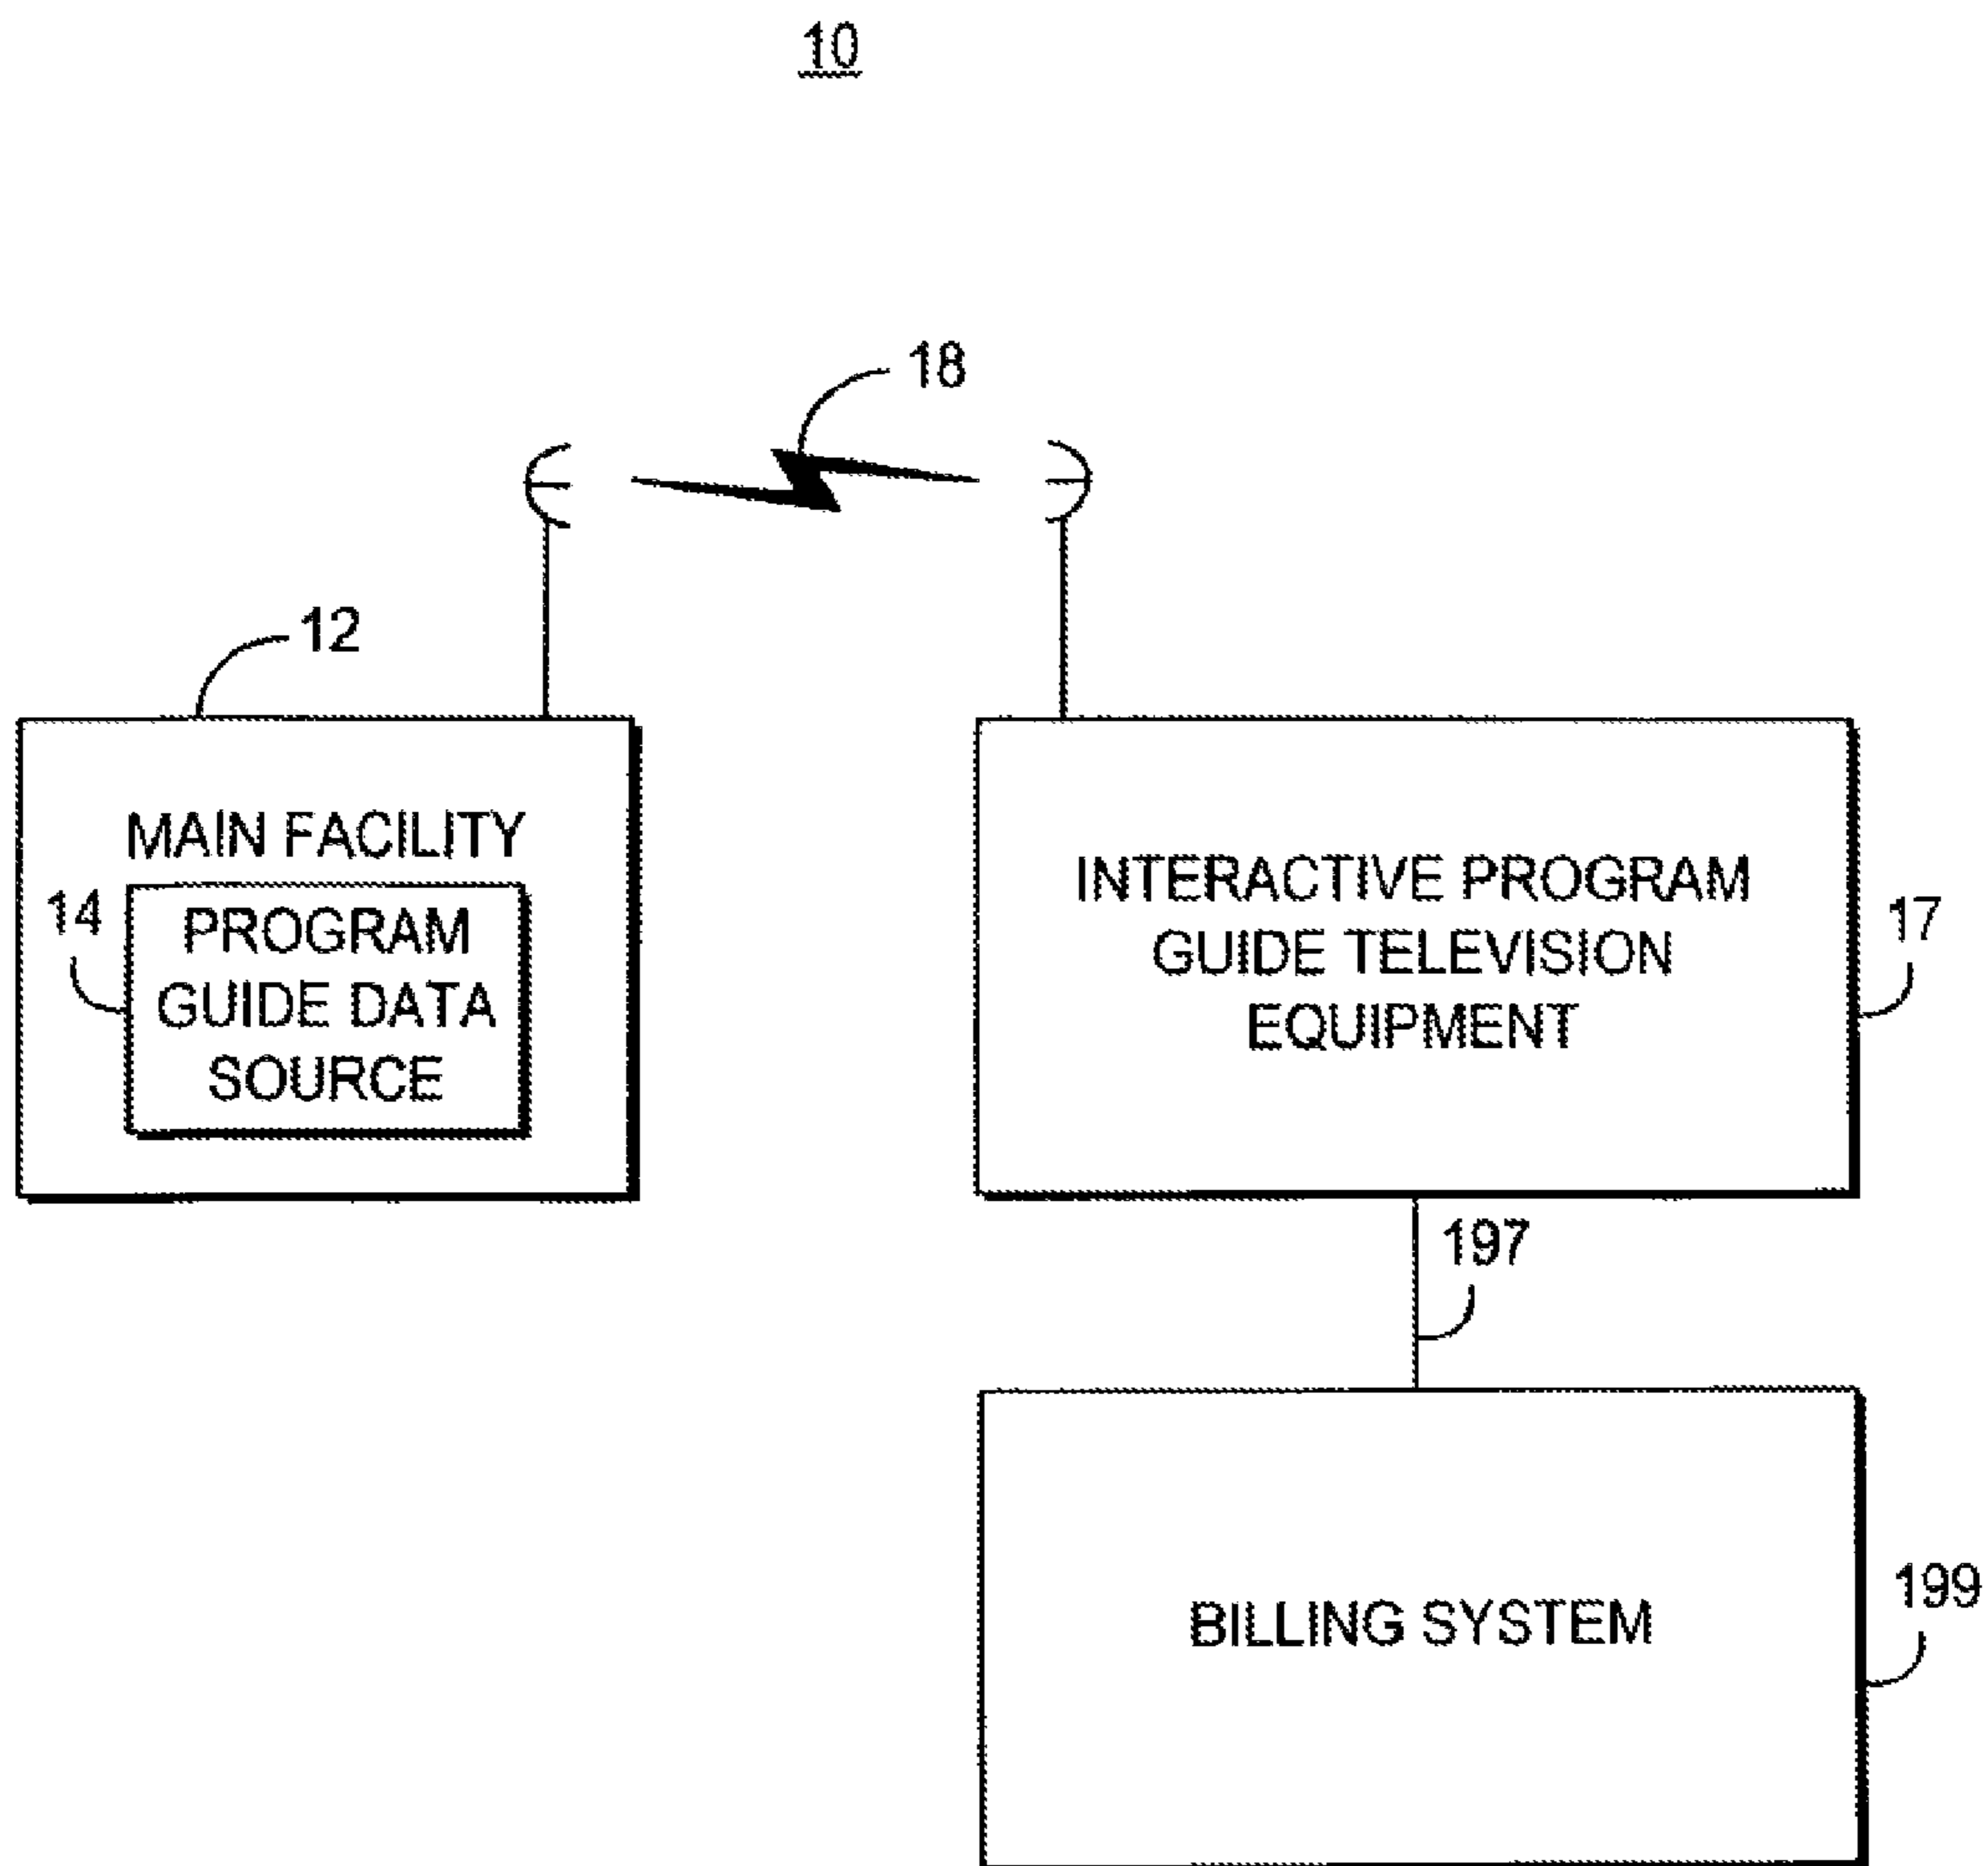 10
18
12
MAIN FACILITY
14
PROGRAM
GUIDE DATA
SOURCE
INTERACTIVE PROGRAM
GUIDE TELEVISION
EQUIPMENT
17
197
BILLING SYSTEM
199